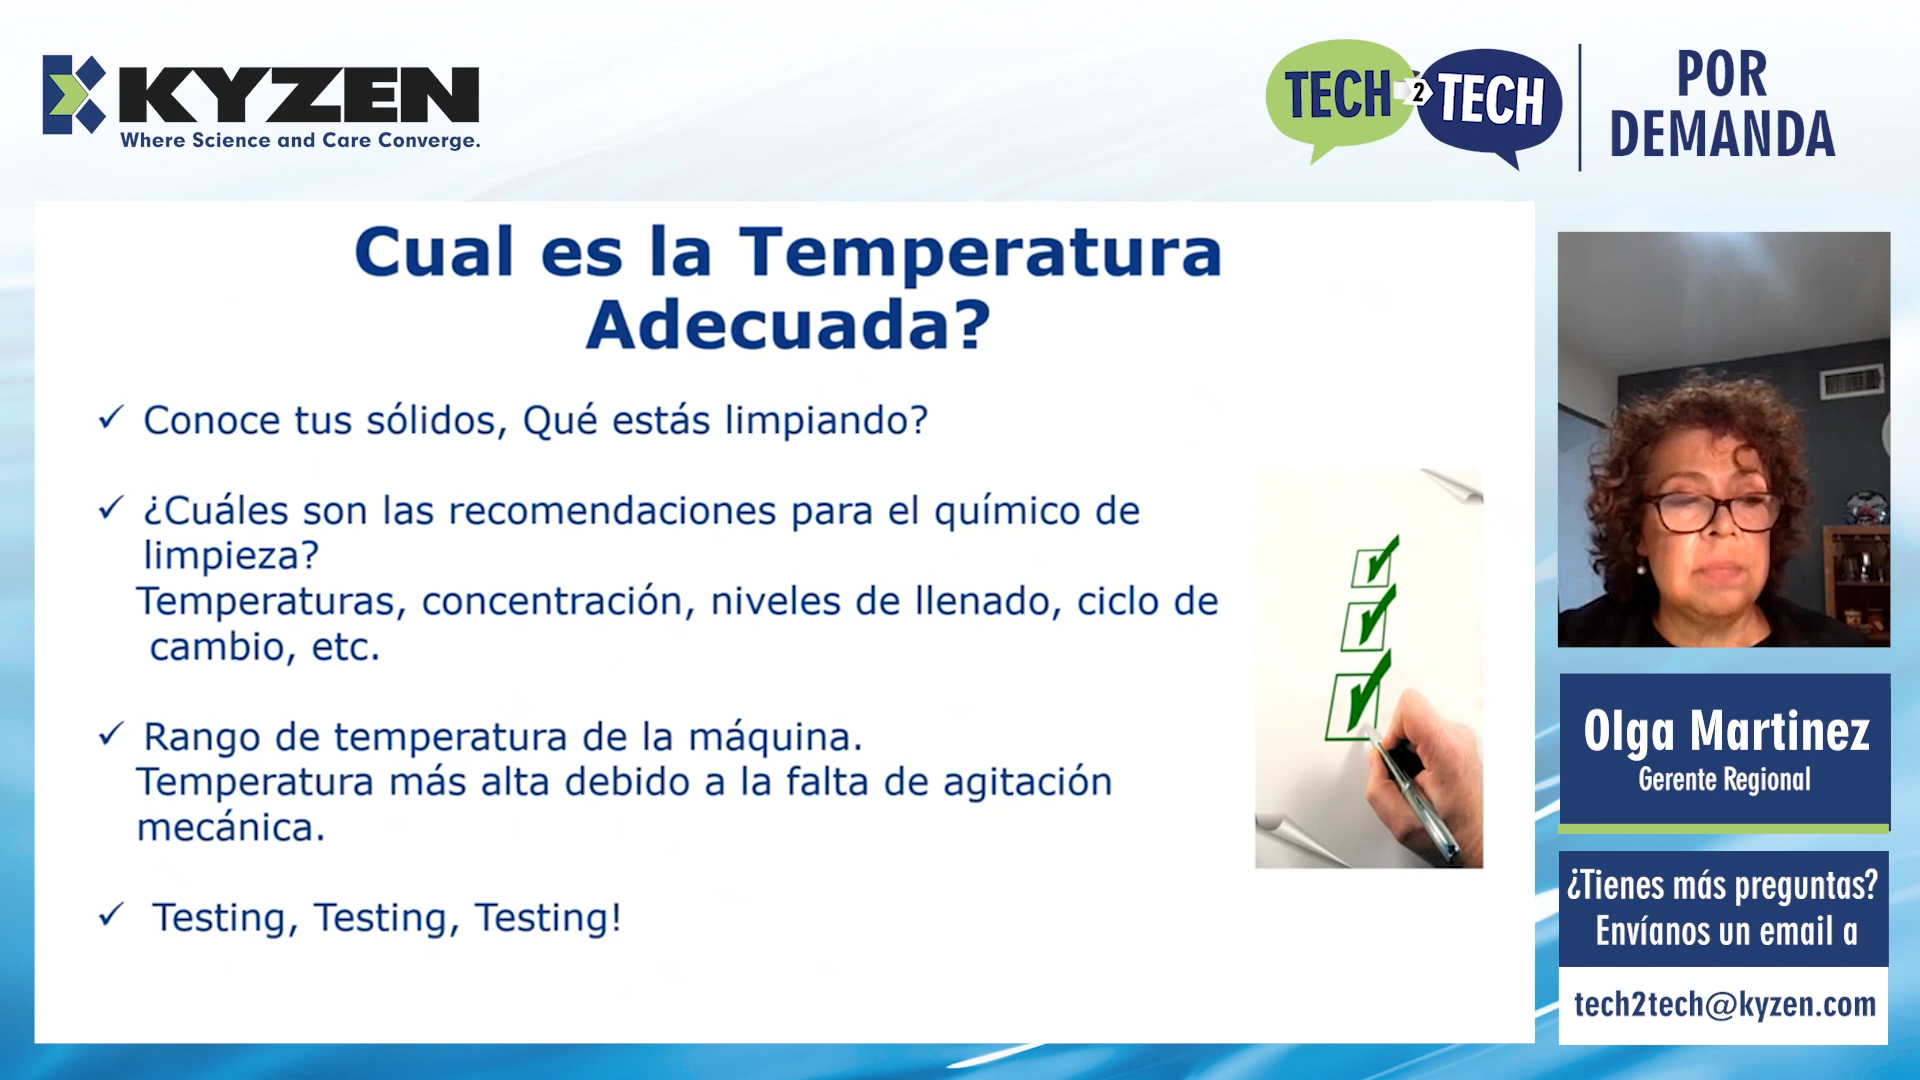 KYZEN
Where Science and Care Converge.
TECH 2 TECH
POR
DEMANDA
Cual es la Temperatura
Adecuada?
✓ Conoce tus sólidos, Qué estás limpiando?
✓ ¿Cuáles son las recomendaciones para el químico de
limpieza?
Temperaturas, concentración, niveles de llenado, ciclo de
cambio, etc.
✓ Rango de temperatura de la máquina.
Temperatura más alta debido a la falta de agitación
mecánica.
✓ Testing, Testing, Testing!
Olga Martinez
Gerente Regional
¿Tienes más preguntas?
Envíanos un email a
tech2tech@kyzen.com